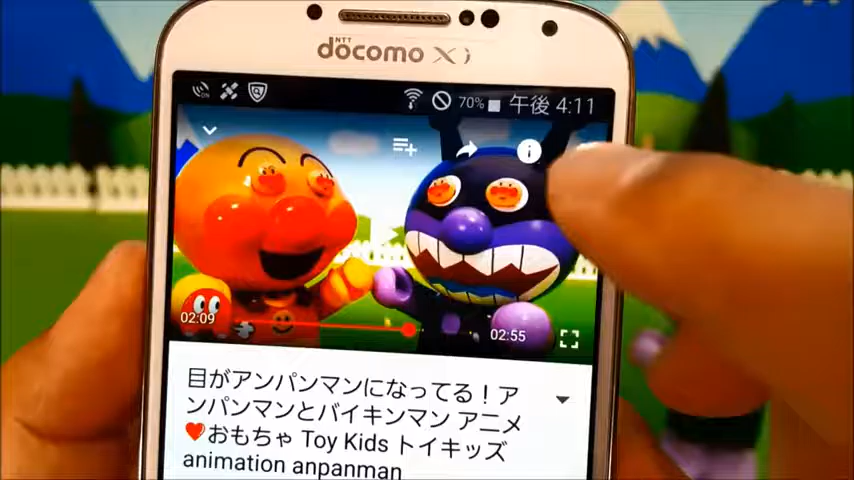 NTT
docomo Xi
ON 70% 午後 4:11
02:09
02:55
目がアンパンマンになってる!ア
ンパンマンとバイキンマン アニメ
❤おもちゃ Toy Kids トイキッズ
animation anpanman